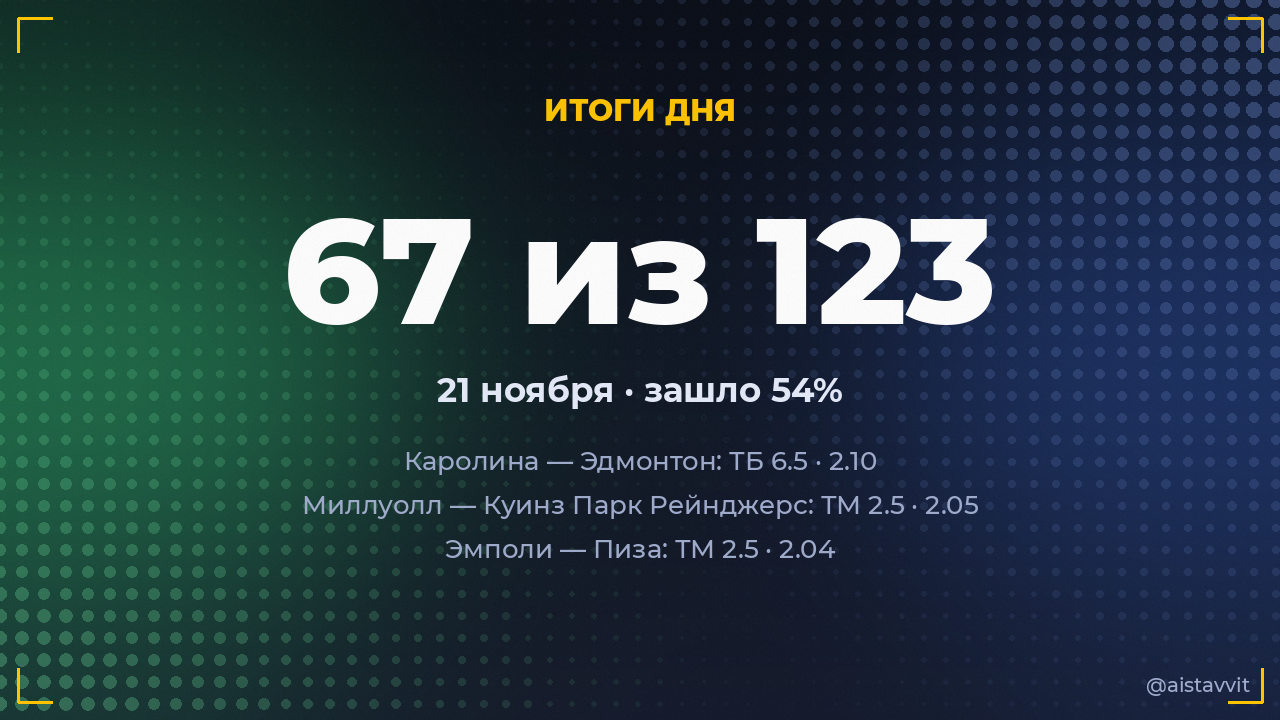 ИТОГИ ДНЯ
67 из 123
21 ноября · зашло 54%
Каролина — Эдмонтон: ТБ 6.5 · 2.10
Миллуолл — Куинз Парк Рейнджерс: ТМ 2.5 · 2.05
Эмполи — Пиза: ТМ 2.5 · 2.04
@aistavvit